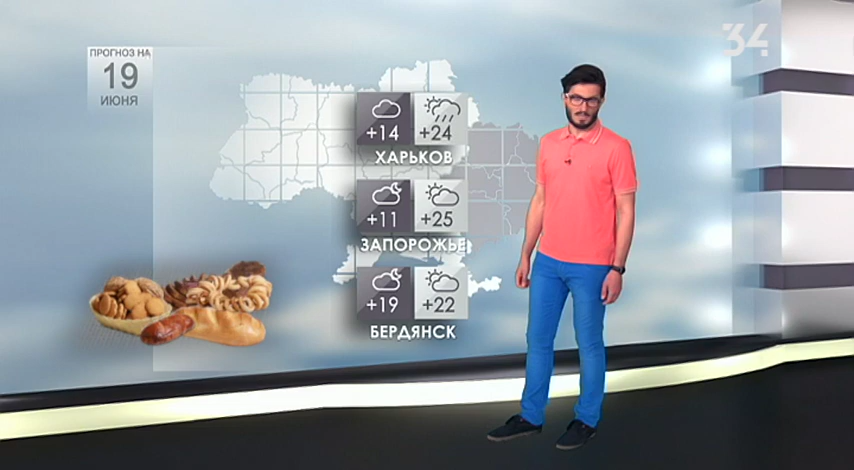 34
ПРОГНОЗ НА
19
ИЮНЯ
+14 +24
ХАРЬКОВ
+11 +25
ЗАПОРОЖЬЕ
+19 +22
БЕРДЯНСК